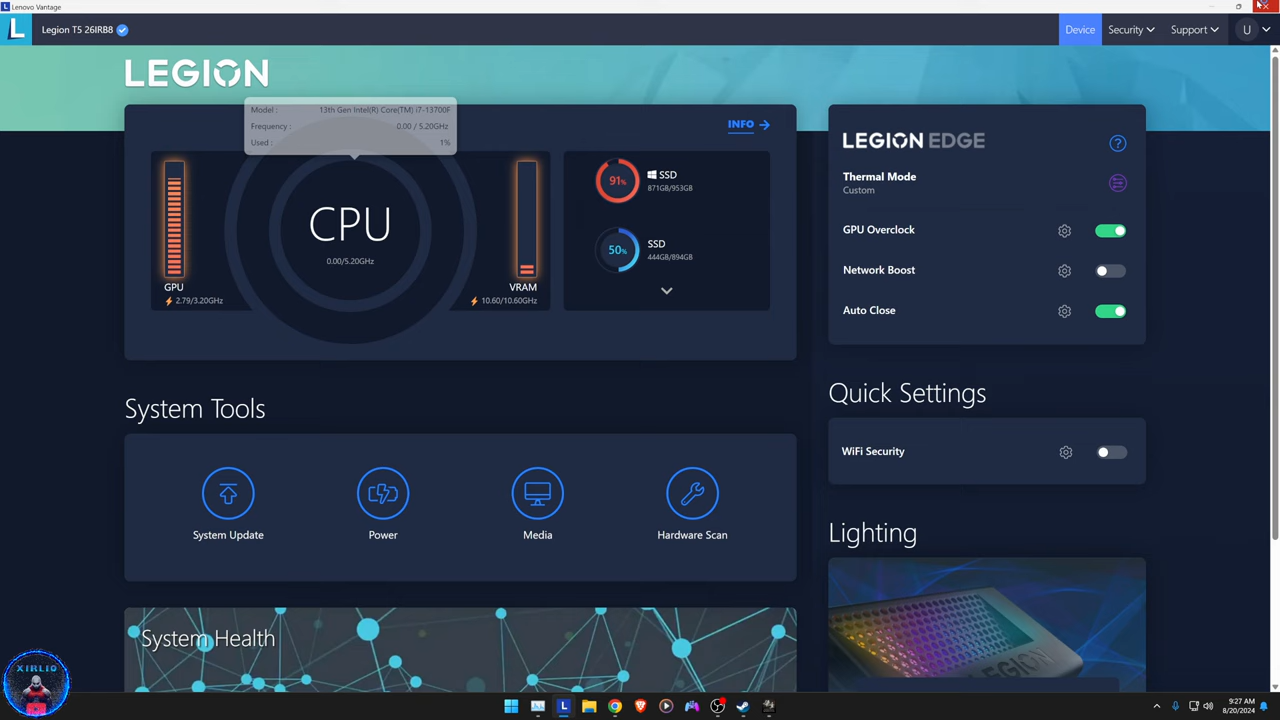 Lenovo Vantage
L Legion T5 26IRB8
Device Security Support U
LEGION
Model : 13th Gen Intel(R) Core(TM) i7-13700F
Frequency : 0.00 / 5.20GHz
Used : 1%
INFO
CPU
0.00/5.20GHz
GPU
2.79/3.20GHz
VRAM
10.60/10.60GHz
91%
SSD
871GB/953GB
50%
SSD
444GB/894GB
LEGION EDGE
?
Thermal Mode
Custom
GPU Overclock
Network Boost
Auto Close
System Tools
System Update
Power
Media
Hardware Scan
Quick Settings
WiFi Security
Lighting
LEGION
System Health
XIRLIQ
L
9:27 AM
8/20/2024